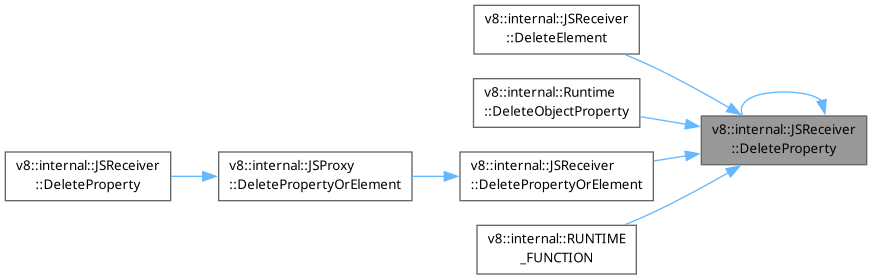 v8::internal::JSReceiver
::DeleteElement
v8::internal::Runtime
::DeleteObjectProperty
v8::internal::JSReceiver
::DeleteProperty
v8::internal::JSReceiver
::DeleteProperty
v8::internal::JSProxy
::DeletePropertyOrElement
v8::internal::JSReceiver
::DeletePropertyOrElement
v8::internal::RUNTIME
_FUNCTION